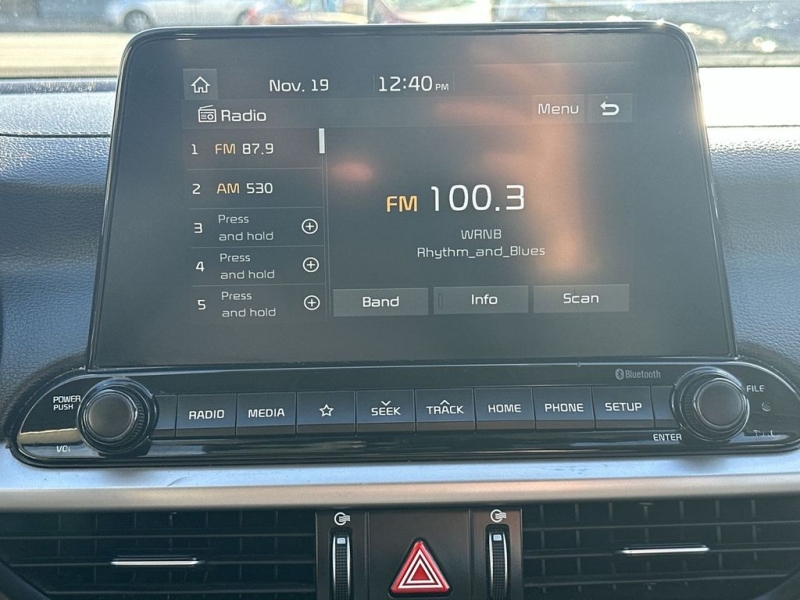 Nov. 19 12:40 PM
Radio Menu
1 FM 87.9
2 AM 530
3 Press and hold
4 Press and hold
5 Press and hold
FM 100.3
WRNB
Rhythm_and_Blues
Band Info Scan
Bluetooth
POWER
PUSH
VOL
RADIO MEDIA SEEK TRACK HOME PHONE SETUP
FILE
ENTER